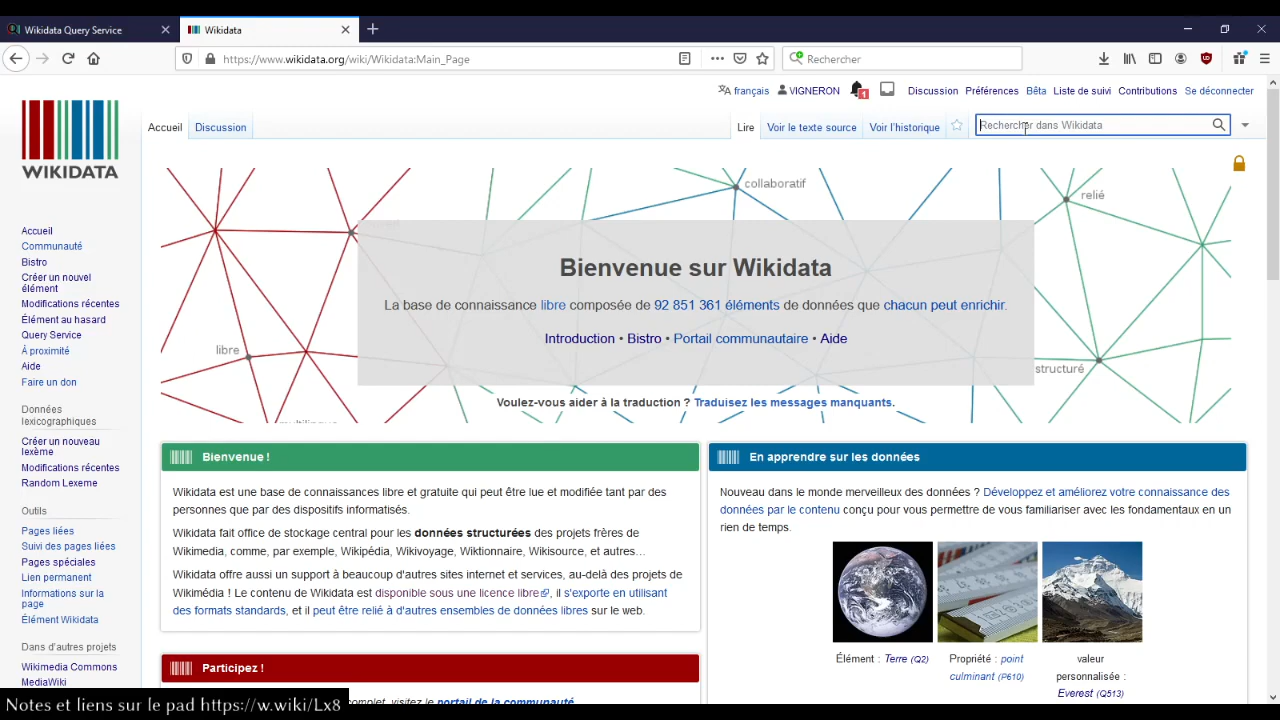 Wikidata Query Service
Wikidata
https://www.wikidata.org/wiki/Wikidata:Main_Page
Rechercher
français
VIGNERON
1
Discussion
Préférences
Bêta
Liste de suivi
Contributions
Se déconnecter
Accueil
Discussion
Lire
Voir le texte source
Voir l'historique
Rechercher dans Wikidata
WIKIDATA
Accueil
Communauté
Bistro
Créer un nouvel
élément
Modifications récentes
Élément au hasard
Query Service
À proximité
Aide
Faire un don
Données
lexicographiques
Créer un nouveau
lexème
Modifications récentes
Random Lexeme
Outils
Pages liées
Suivi des pages liées
Pages spéciales
Lien permanent
Informations sur la
page
Élément Wikidata
Dans d'autres projets
Wikimedia Commons
MediaWiki
collaboratif
relié
libre
structuré
Bienvenue sur Wikidata
La base de connaissance libre composée de 92 851 361 éléments de données que chacun peut enrichir.
Introduction • Bistro • Portail communautaire • Aide
Voulez-vous aider à la traduction ? Traduisez les messages manquants.
Bienvenue !
Wikidata est une base de connaissances libre et gratuite qui peut être lue et modifiée tant par des
personnes que par des dispositifs informatisés.
Wikidata fait office de stockage central pour les données structurées des projets frères de
Wikimedia, comme, par exemple, Wikipédia, Wikivoyage, Wiktionnaire, Wikisource, et autres…
Wikidata offre aussi un support à beaucoup d'autres sites internet et services, au-delà des projets de
Wikimédia ! Le contenu de Wikidata est disponible sous une licence libre, il s'exporte en utilisant
des formats standards, et il peut être relié à d'autres ensembles de données libres sur le web.
Participez !
complet, visitez le portail de la communauté
En apprendre sur les données
Nouveau dans le monde merveilleux des données ? Développez et améliorez votre connaissance des
données par le contenu conçu pour vous permettre de vous familiariser avec les fondamentaux en un
rien de temps.
Élément : Terre (Q2)
Propriété : point
culminant (P610)
valeur
personnalisée :
Everest (Q513)
Notes et liens sur le pad https://w.wiki/Lx8